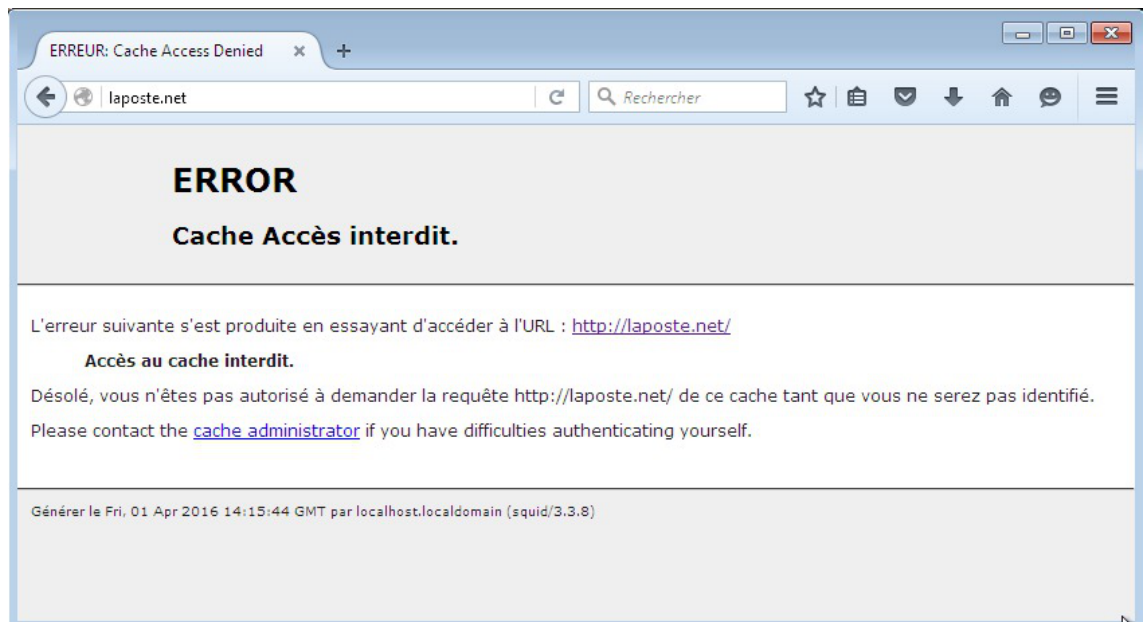 ERREUR: Cache Access Denied
laposte.net
Rechercher
ERROR
Cache Accès interdit.
L'erreur suivante s'est produite en essayant d'accéder à l'URL : http://laposte.net/
Accès au cache interdit.
Désolé, vous n'êtes pas autorisé à demander la requête http://laposte.net/ de ce cache tant que vous ne serez pas identifié.
Please contact the cache administrator if you have difficulties authenticating yourself.
Générer le Fri, 01 Apr 2016 14:15:44 GMT par localhost.localdomain (squid/3.3.8)